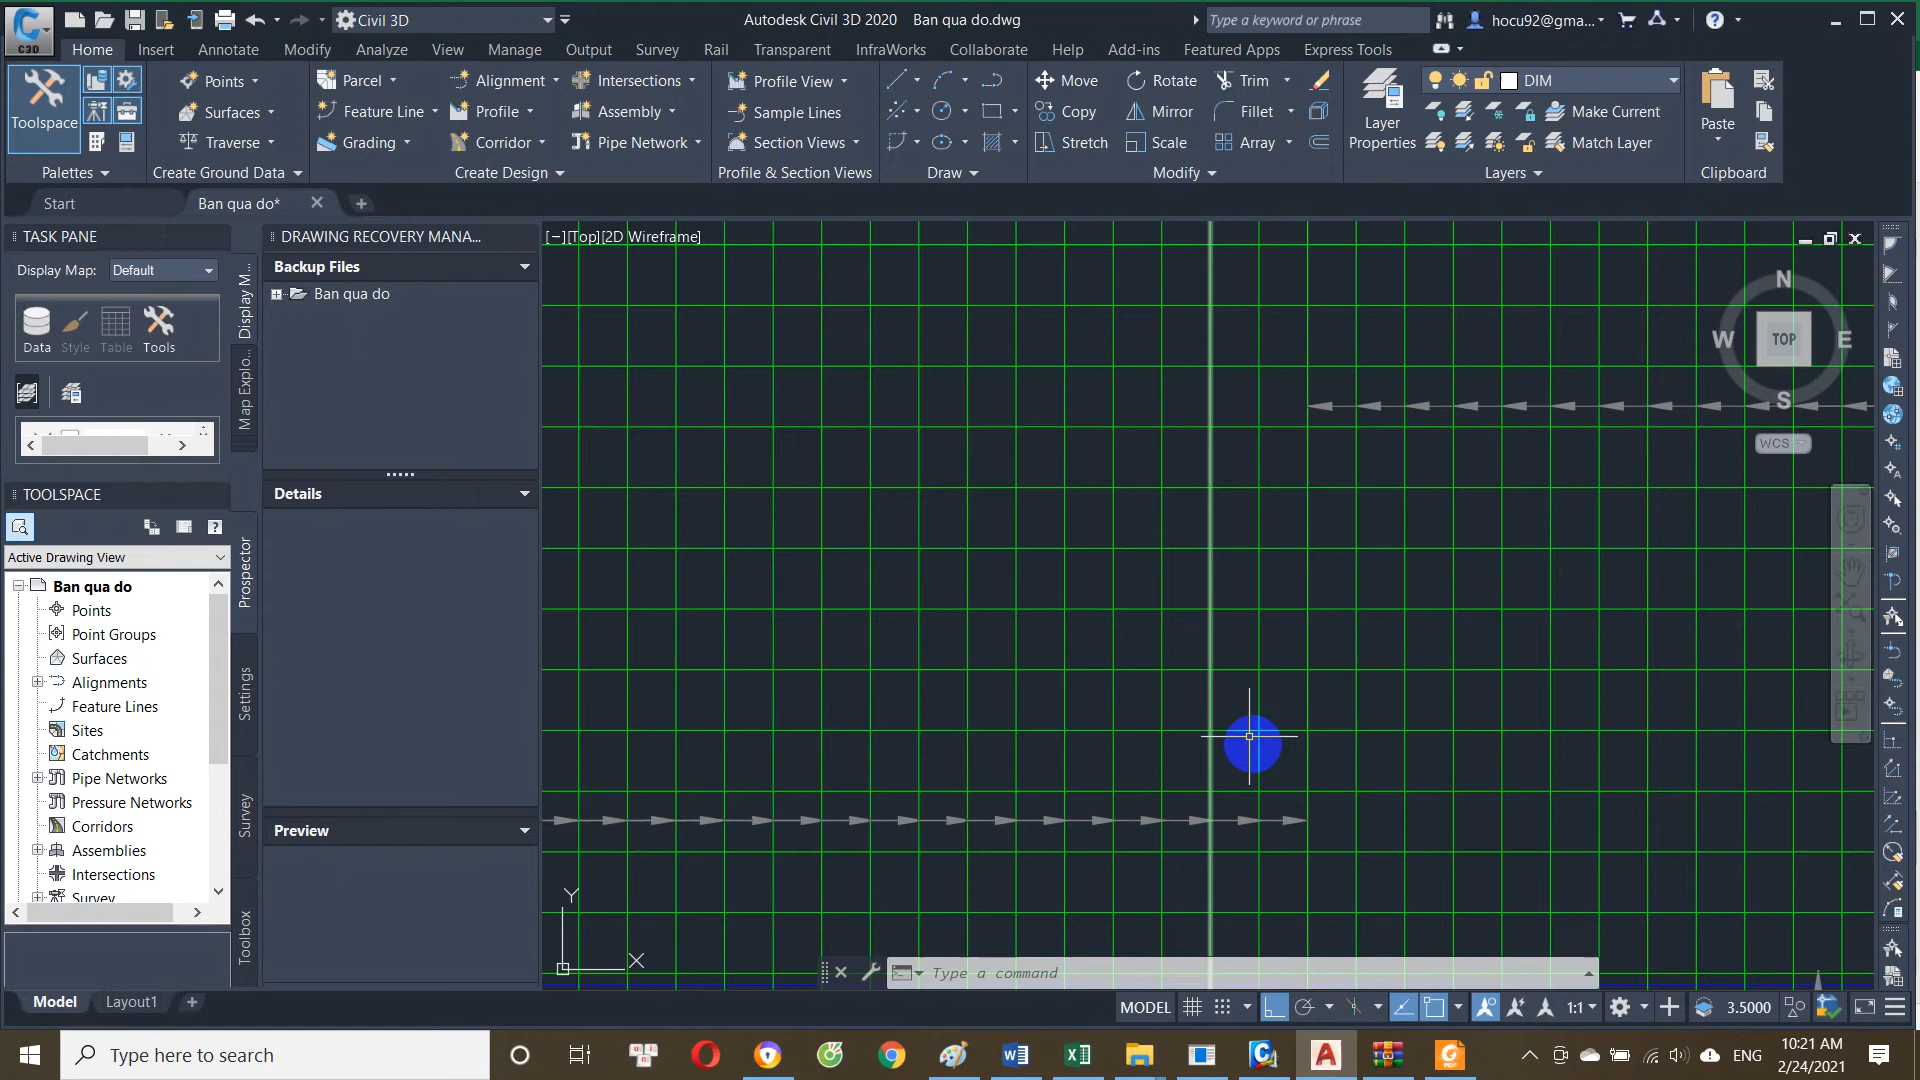 C3D
Civil 3D
Autodesk Civil 3D 2020 Ban qua do.dwg
Type a keyword or phrase
hocu92@gma...
Home Insert Annotate Modify Analyze View Manage Output Survey Rail Transparent InfraWorks Collaborate Help Add-ins Featured Apps Express Tools
Toolspace
Palettes
Points
Surfaces
Traverse
Create Ground Data
Parcel
Feature Line
Grading
Alignment
Profile
Corridor
Intersections
Assembly
Pipe Network
Create Design
Profile View
Sample Lines
Section Views
Profile & Section Views
Draw
Move
Copy
Stretch
Rotate
Mirror
Scale
Trim
Fillet
Array
Modify
Layer
Properties
DIM
Make Current
Match Layer
Layers
Paste
Clipboard
Start
Ban qua do*
TASK PANE
Display Map: Default
Data Style Table Tools
Display M...
Map Explo...
TOOLSPACE
Active Drawing View
Ban qua do
Points
Point Groups
Surfaces
Alignments
Feature Lines
Sites
Catchments
Pipe Networks
Pressure Networks
Corridors
Assemblies
Intersections
Survey
Prospector
Settings
Survey
Toolbox
DRAWING RECOVERY MANA...
Backup Files
Ban qua do
Details
Preview
[−][Top][2D Wireframe]
N
W TOP E
S
WCS
Y
X
Type a command
Model Layout1
MODEL
1:1
3.5000
Type here to search
ENG
10:21 AM
2/24/2021